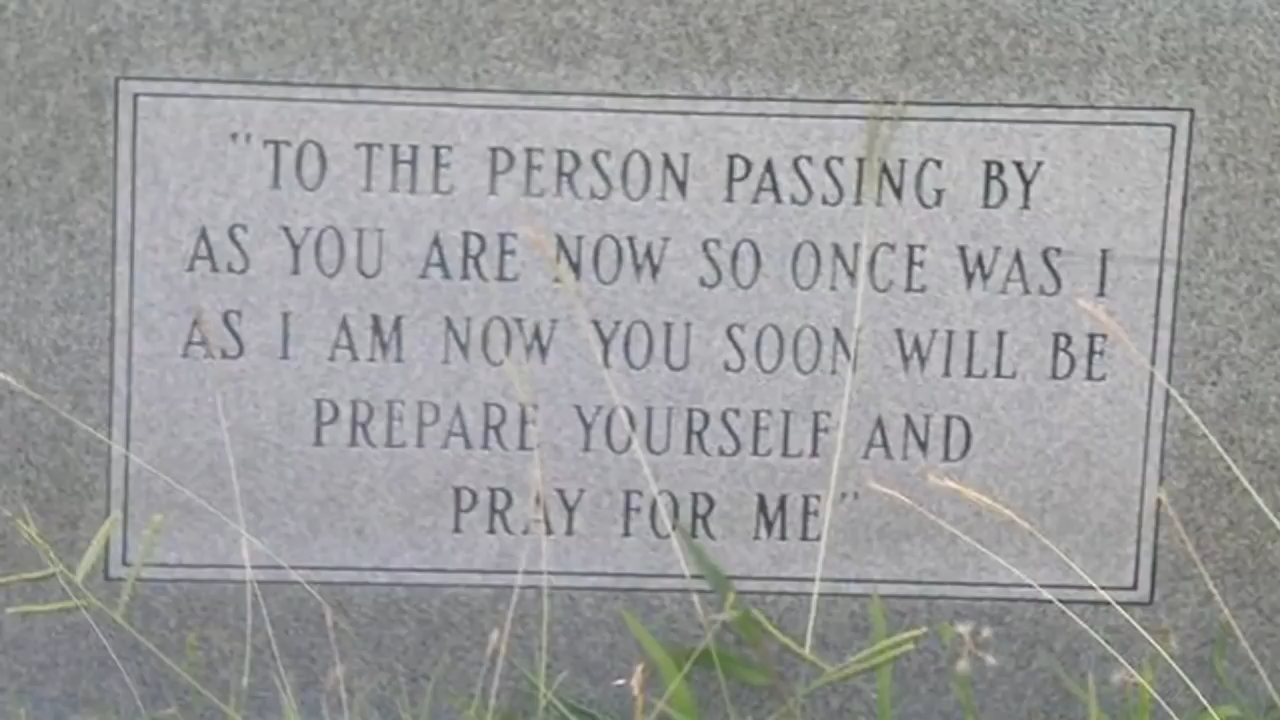 "TO THE PERSON PASSING BY
AS YOU ARE NOW SO ONCE WAS I
AS I AM NOW YOU SOON WILL BE
PREPARE YOURSELF AND
PRAY FOR ME"